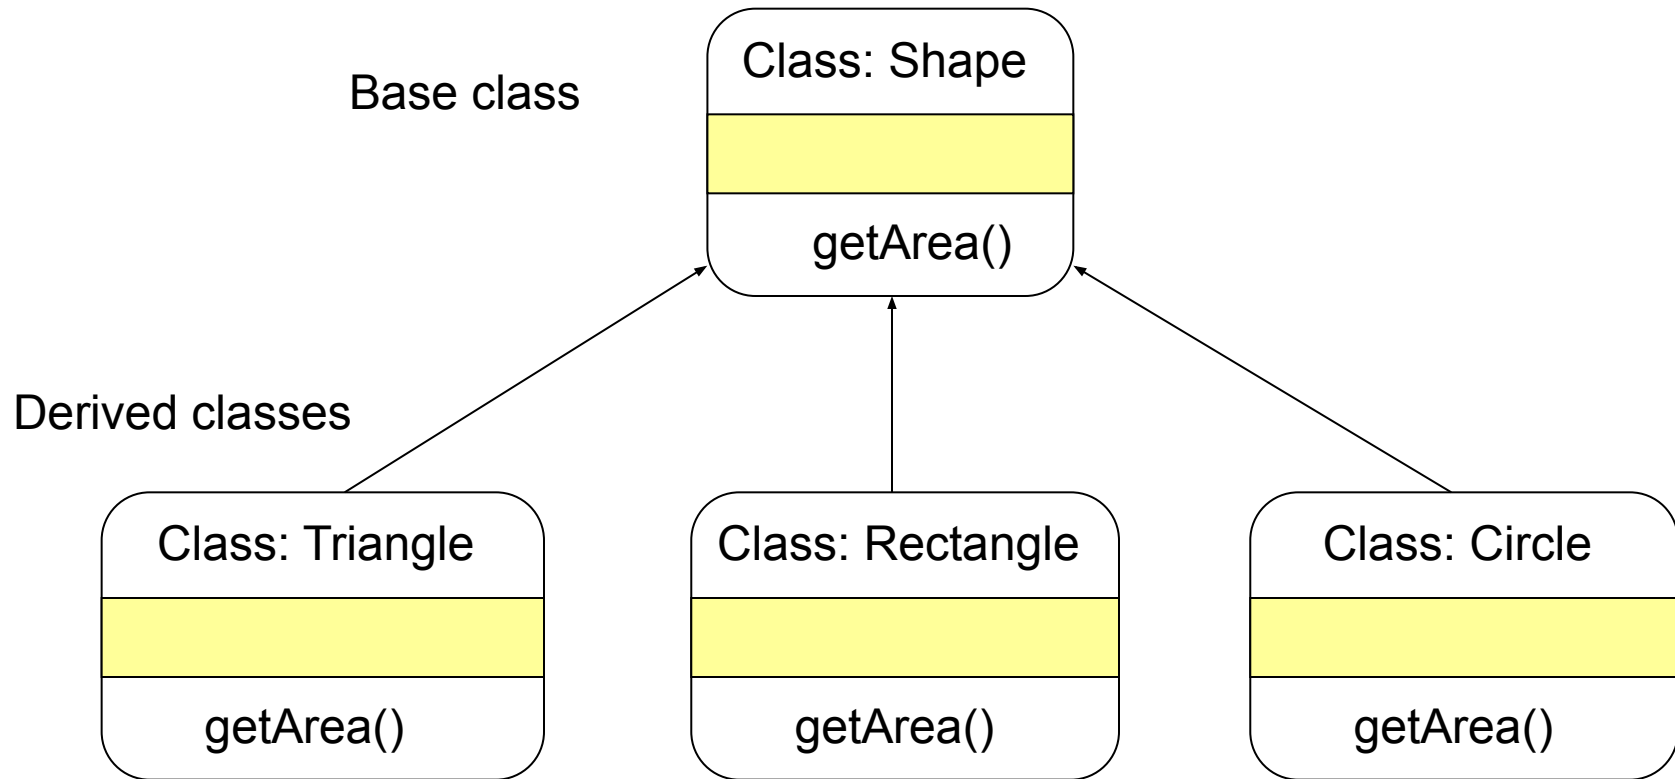 Base class
Class: Shape
getArea()
Derived classes
Class: Triangle
getArea()
Class: Rectangle
getArea()
Class: Circle
getArea()